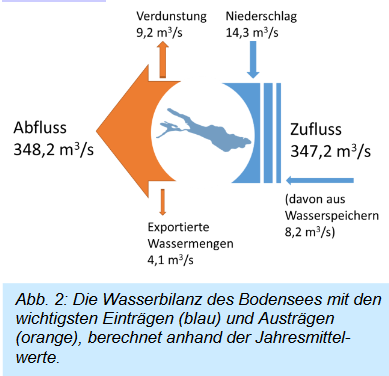 Verdunstung
9,2 m³/s
Niederschlag
14,3 m³/s
Abfluss
348,2 m³/s
Zufluss
347,2 m³/s
(davon aus
Wasserspeichern
8,2 m³/s)
Exportierte
Wassermengen
4,1 m³/s
Abb. 2: Die Wasserbilanz des Bodensees mit den
wichtigsten Einträgen (blau) und Austrägen
(orange), berechnet anhand der Jahresmittel-
werte.